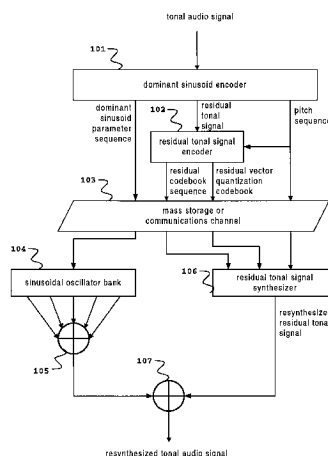 tonal audio signal
101
dominant sinusoid encoder
dominant
sinusoid
parameter
sequence
102
residual
tonal
signal
pitch
sequence
residual tonal signal
encoder
103
residual
codebook
sequence
residual vector
quantization
codebook
mass storage or
communications channel
104
sinusoidal oscillator bank
106
residual tonal signal
synthesizer
105
107
resynthesized
residual tonal
signal
resynthesized tonal audio signal